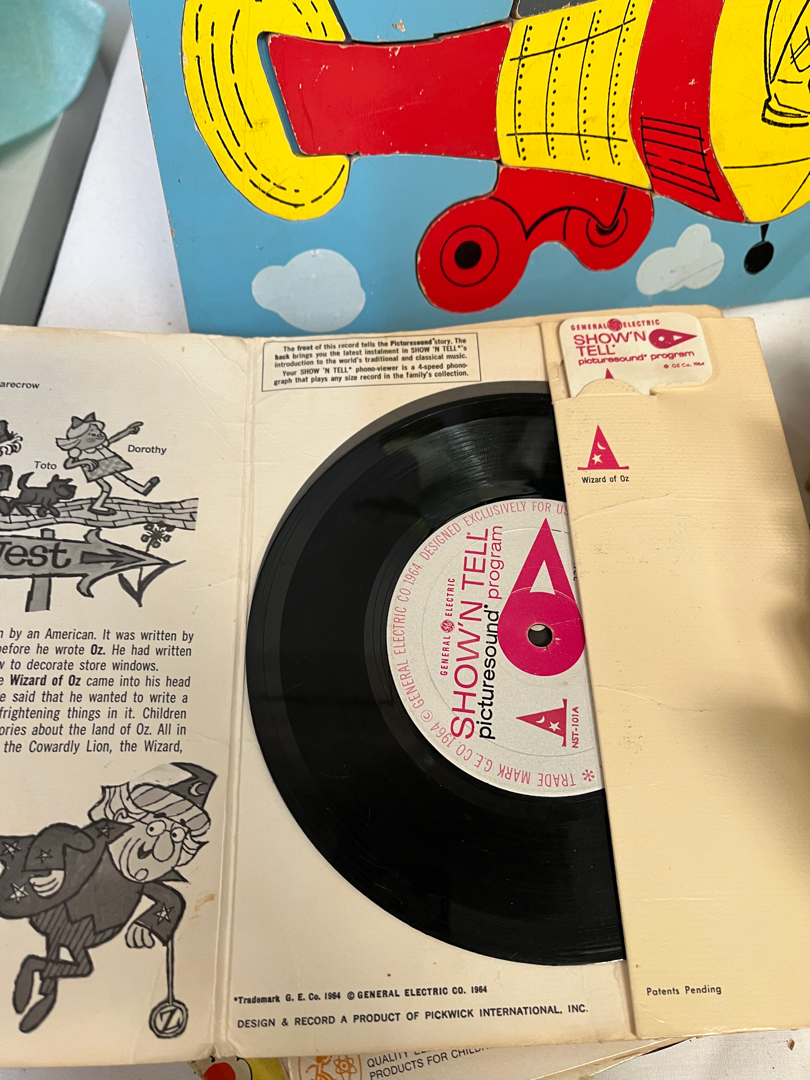 The front of this record tells the Picturesound* story. The
back brings you the latest instalment in SHOW 'N TELL*'s
introduction to the world's traditional and classical music.
Your SHOW 'N TELL* phono-viewer is a 4-speed phono-
graph that plays any size record in the family's collection.
GENERAL ELECTRIC
SHOW'N
TELL*
picturesound* program
© GE Co. 1964
Wizard of Oz
arecrow
Toto
Dorothy
West
n by an American. It was written by
before he wrote Oz. He had written
w to decorate store windows.
e Wizard of Oz came into his head
e said that he wanted to write a
frightening things in it. Children
ories about the land of Oz. All in
the Cowardly Lion, the Wizard,
Z
GENERAL ELECTRIC
SHOW'N TELL*
picturesound* program
NST-101A
* TRADE MARK G.E CO. 1964 © GENERAL ELECTRIC CO. 1964. DESIGNED EXCLUSIVELY FOR US
*Trademark G. E. Co. 1964 © GENERAL ELECTRIC CO. 1964
DESIGN & RECORD A PRODUCT OF PICKWICK INTERNATIONAL, INC.
Patents Pending
QUALITY
PRODUCTS FOR CHILD